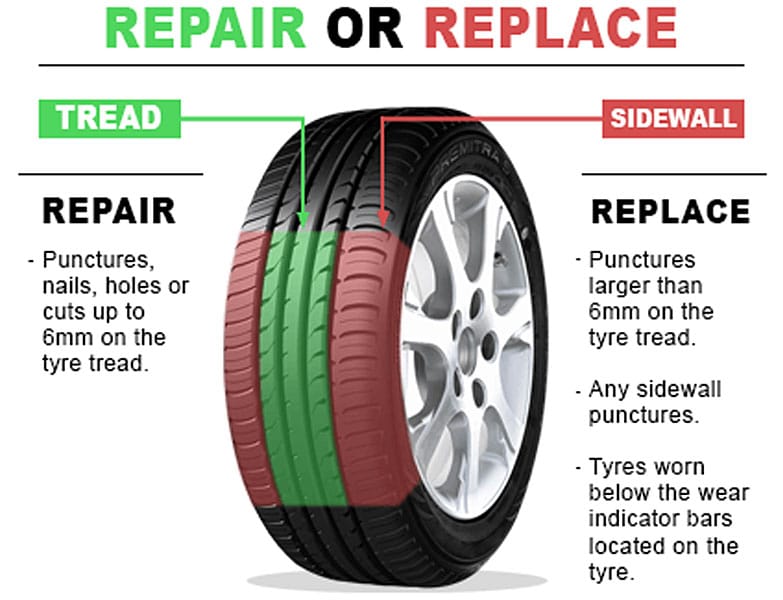 REPAIR OR REPLACE
TREAD
SIDEWALL
REPAIR
- Punctures,
nails, holes or
cuts up to
6mm on the
tyre tread.
REPLACE
- Punctures
larger than
6mm on the
tyre tread.
- Any sidewall
punctures.
- Tyres worn
below the wear
indicator bars
located on the
tyre.